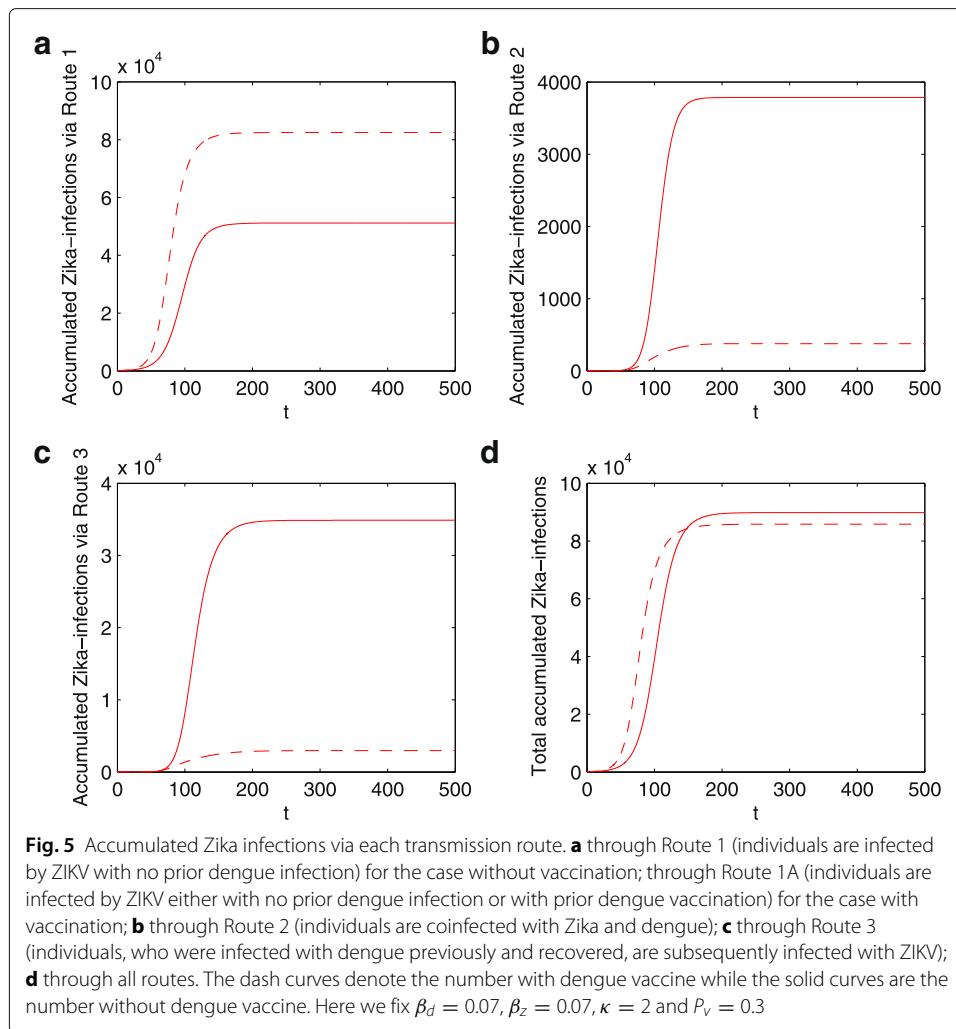 a
x 10^4
Accumulated Zika−infections via Route 1
10
8
6
4
2
0
0 100 200 300 400 500
t
b
Accumulated Zika−infections via Route 2
4000
3000
2000
1000
0
0 100 200 300 400 500
t
c
x 10^4
Accumulated Zika−infections via Route 3
4
3
2
1
0
0 100 200 300 400 500
t
d
x 10^4
Total accumulated Zika−infections
10
8
6
4
2
0
0 100 200 300 400 500
t
Fig. 5 Accumulated Zika infections via each transmission route. a through Route 1 (individuals are infected
by ZIKV with no prior dengue infection) for the case without vaccination; through Route 1A (individuals are
infected by ZIKV either with no prior dengue infection or with prior dengue vaccination) for the case with
vaccination; b through Route 2 (individuals are coinfected with Zika and dengue); c through Route 3
(individuals, who were infected with dengue previously and recovered, are subsequently infected with ZIKV);
d through all routes. The dash curves denote the number with dengue vaccine while the solid curves are the
number without dengue vaccine. Here we fix β_d = 0.07, β_z = 0.07, κ = 2 and P_v = 0.3